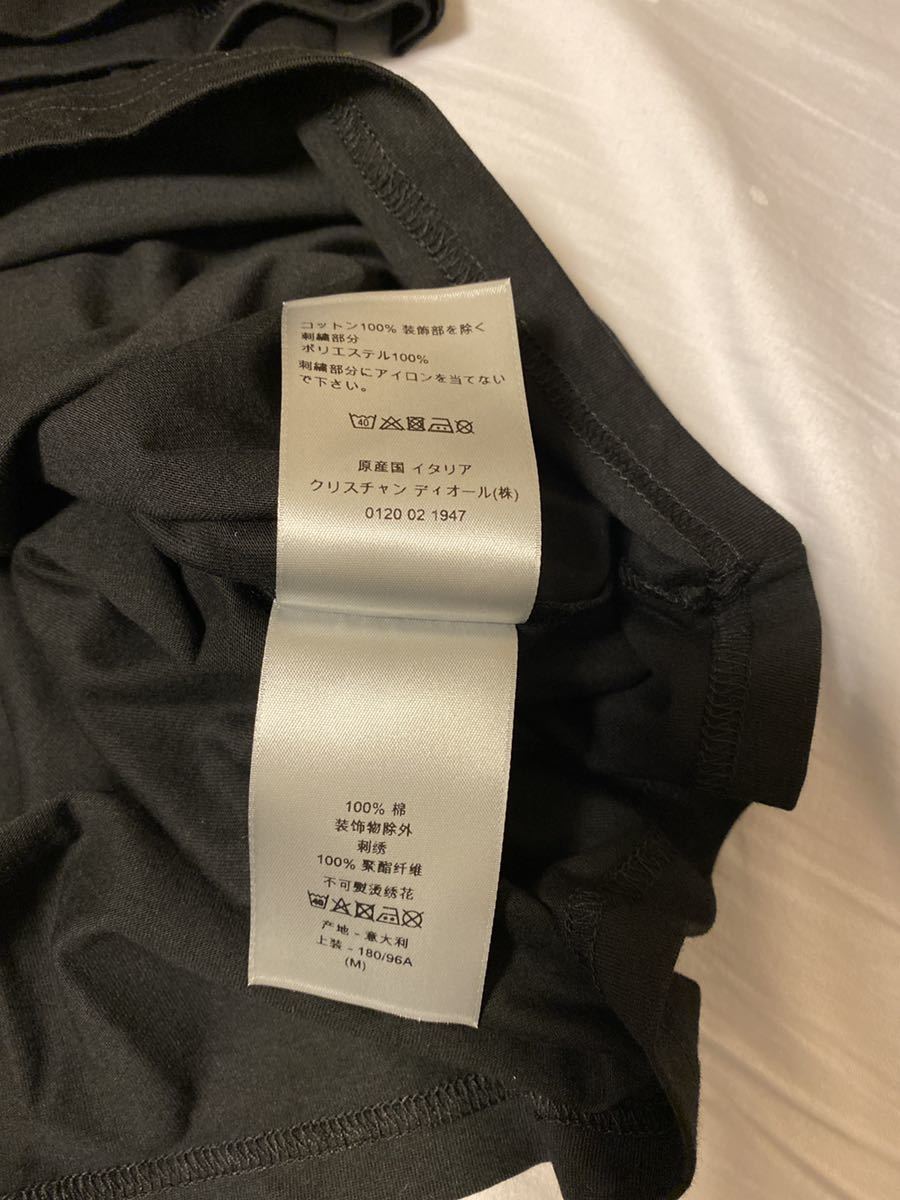 コットン100% 装飾部を除く
刺繍部分
ポリエステル100%
刺繍部分にアイロンを当てない
で下さい。
40
原産国 イタリア
クリスチャン ディオール(株)
0120 02 1947
100% 棉
装饰物除外
刺绣
100% 聚酯纤维
不可熨烫绣花
40
产地 - 意大利
上装 - 180/96A
(M)